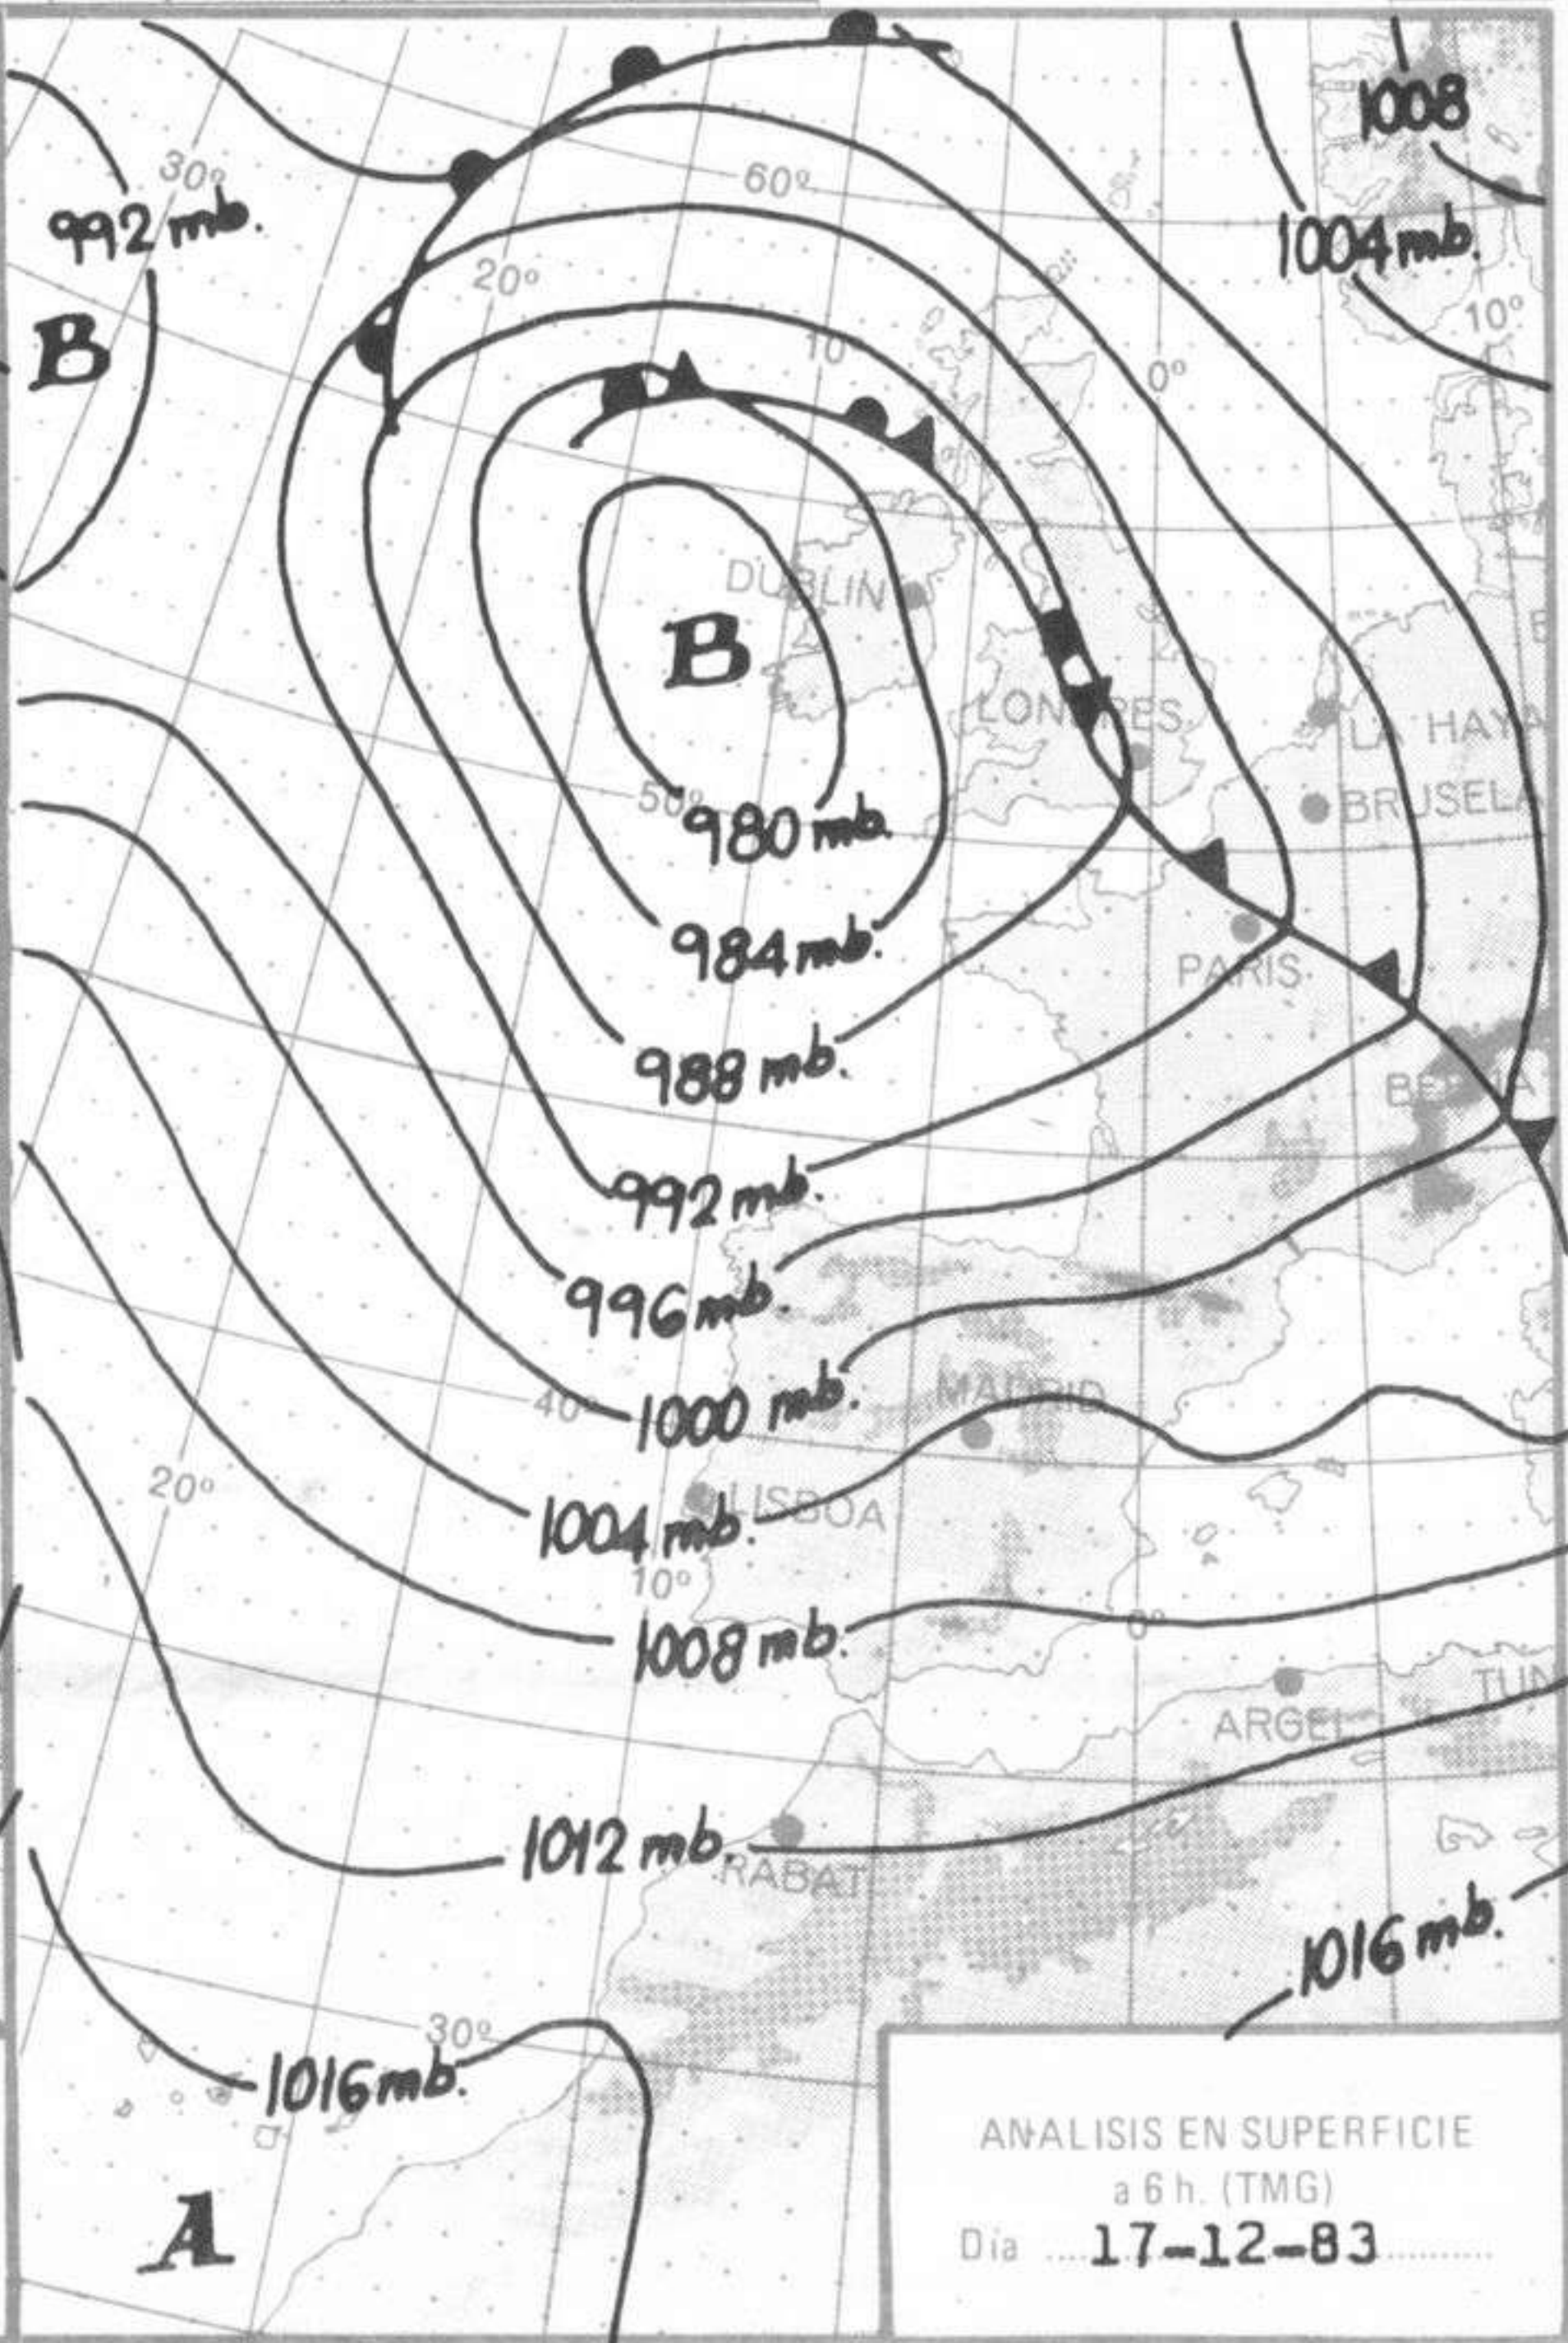 1008
30º
60º
992 mb.
1004 mb.
20º
10º
B
10
0º
DUBLIN
B
LONDRES
LA HAYA
50º
980 mb.
BRUSELA
984 mb.
PARIS
988 mb.
BERNA
992 mb.
996 mb.
MADRID
40º
1000 mb.
20º
LISBOA
1004 mb.
10º
0º
1008 mb.
TUN
ARGEL
1012 mb.
RABAT
1016 mb.
30º
1016 mb.
A
ANALISIS EN SUPERFICIE
a 6 h. (TMG)
Día 17-12-83